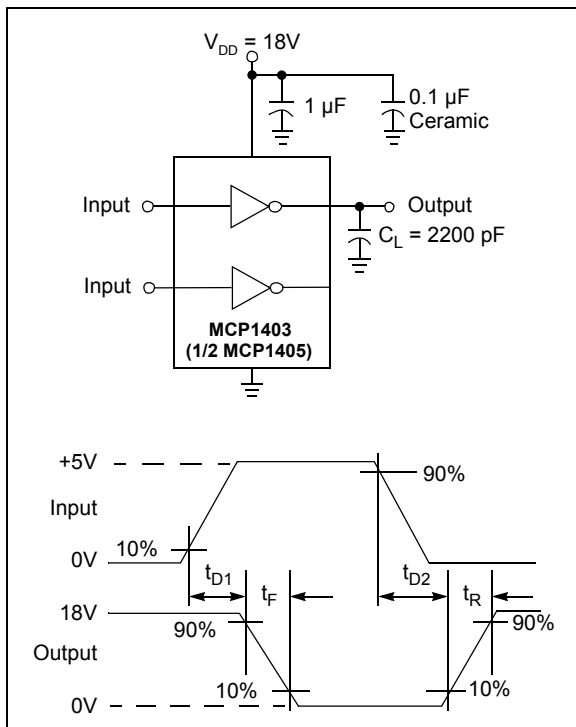 V_DD = 18V
1 µF
0.1 µF
Ceramic
Input
Output
C_L = 2200 pF
Input
MCP1403
(1/2 MCP1405)
+5V
90%
Input
10%
0V
t_D1
t_F
t_D2
t_R
18V
90%
90%
Output
10%
10%
0V